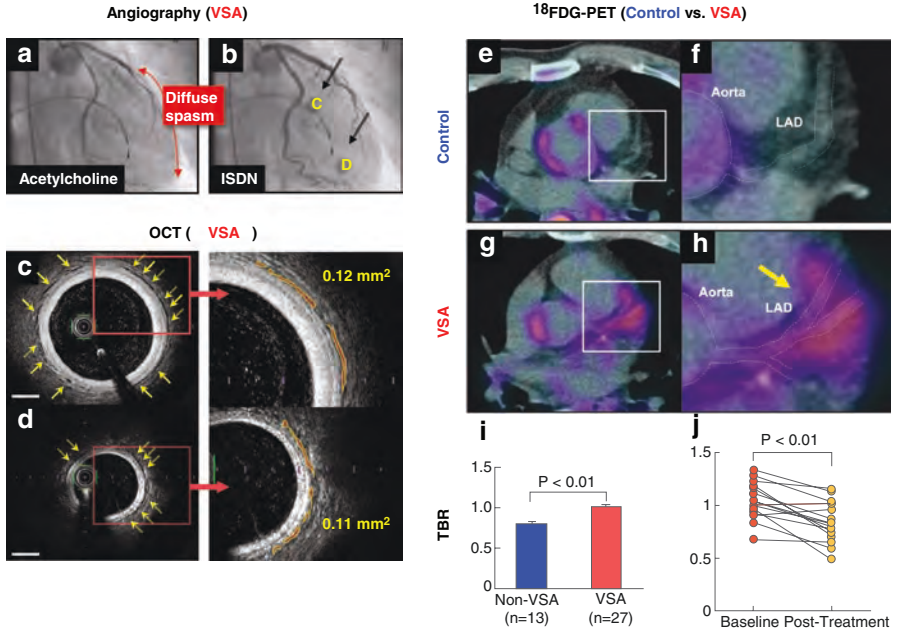 Angiography (VSA)
a
Diffuse
spasm
Acetylcholine
b
C
D
ISDN
OCT ( VSA )
c
0.12 mm²
d
0.11 mm²
¹⁸FDG-PET (Control vs. VSA)
Control
e
f
Aorta
LAD
VSA
g
h
Aorta
LAD
i
P < 0.01
TBR
1.5
1.0
0.5
0
Non-VSA
(n=13)
VSA
(n=27)
j
P < 0.01
1.5
1
0.5
0
Baseline Post-Treatment